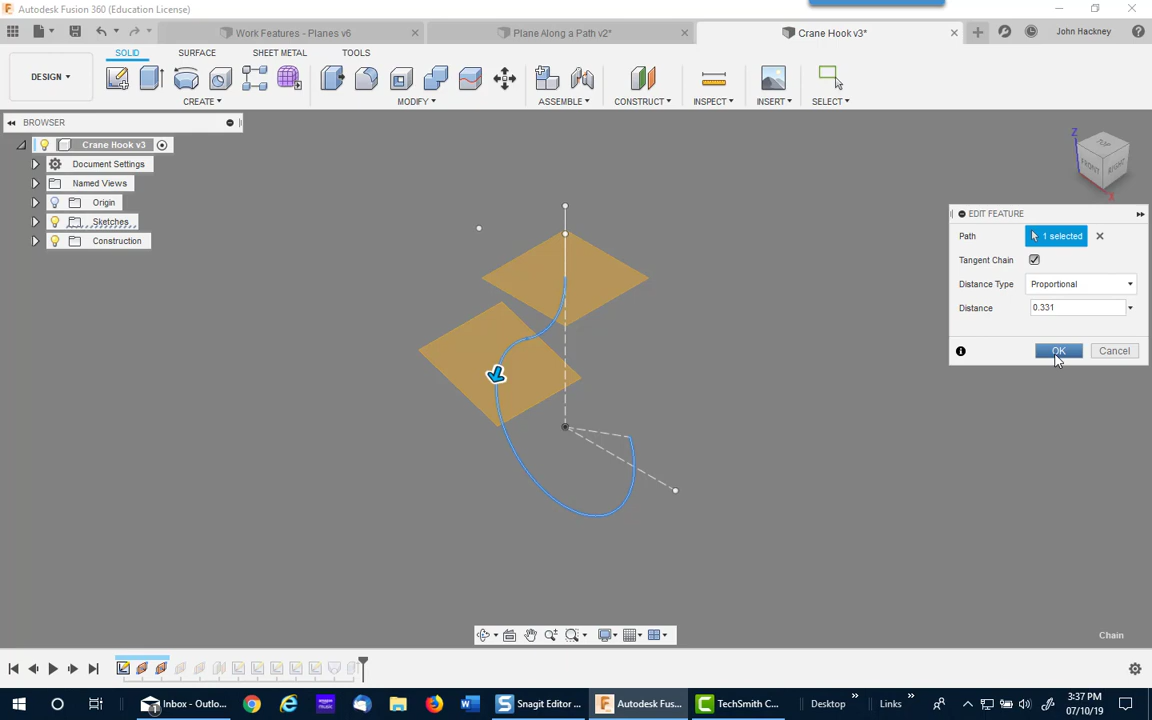 Autodesk Fusion 360 (Education License)
Work Features - Planes v6
Plane Along a Path v2*
Crane Hook v3*
John Hackney
DESIGN
SOLID
SURFACE
SHEET METAL
TOOLS
CREATE
MODIFY
ASSEMBLE
CONSTRUCT
INSPECT
INSERT
SELECT
BROWSER
Crane Hook v3
Document Settings
Named Views
Origin
Sketches
Construction
Z
TOP
FRONT
RIGHT
X
EDIT FEATURE
Path
1 selected
Tangent Chain
Distance Type
Proportional
Distance
0.331
OK
Cancel
Chain
Inbox - Outlo...
Snagit Editor ...
Autodesk Fus...
TechSmith C...
Desktop
Links
3:37 PM
07/10/19